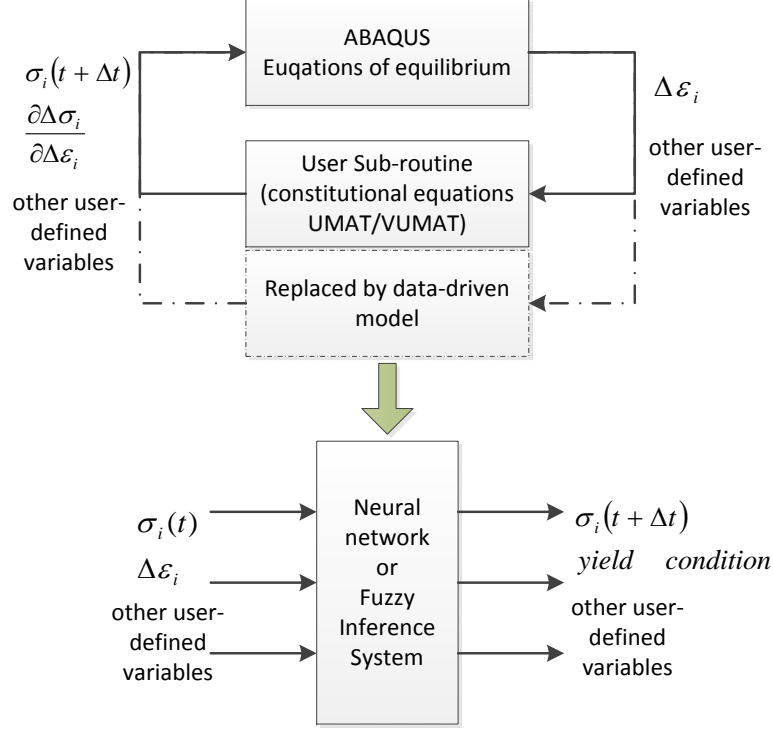 ABAQUS
Euqations of equilibrium
σᵢ(t + Δt)
∂Δσᵢ
∂Δεᵢ
other user-
defined
variables
Δεᵢ
other user-
defined
variables
User Sub-routine
(constitutional equations
UMAT/VUMAT)
Replaced by data-driven
model
σᵢ(t)
Δεᵢ
other user-
defined
variables
Neural
network
or
Fuzzy
Inference
System
σᵢ(t + Δt)
yield condition
other user-
defined
variables